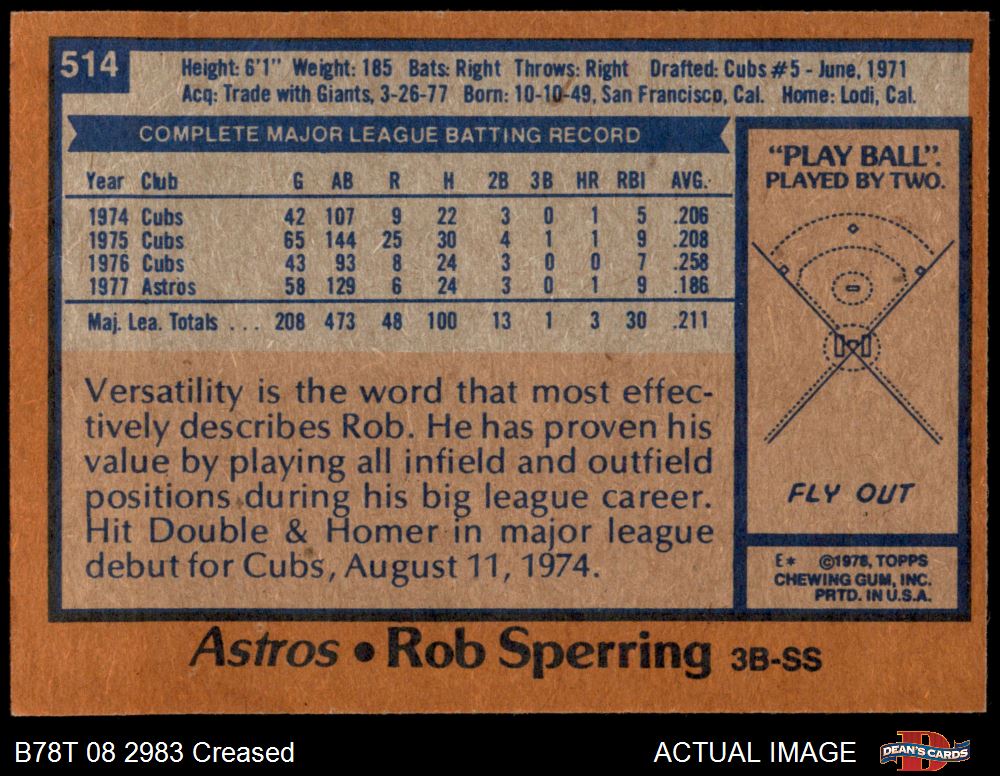 514
Height: 6'1" Weight: 185 Bats: Right Throws: Right Drafted: Cubs #5 - June, 1971
Acq: Trade with Giants, 3-26-77 Born: 10-10-49, San Francisco, Cal. Home: Lodi, Cal.
COMPLETE MAJOR LEAGUE BATTING RECORD
Year Club G AB R H 2B 3B HR RBI AVG.
1974 Cubs 42 107 9 22 3 0 1 5 .206
1975 Cubs 65 144 25 30 4 1 1 9 .208
1976 Cubs 43 93 8 24 3 0 0 7 .258
1977 Astros 58 129 6 24 3 0 1 9 .186
Maj. Lea. Totals . . . 208 473 48 100 13 1 3 30 .211
Versatility is the word that most effec-
tively describes Rob. He has proven his
value by playing all infield and outfield
positions during his big league career.
Hit Double & Homer in major league
debut for Cubs, August 11, 1974.
"PLAY BALL".
PLAYED BY TWO.
FLY OUT
E* ©1978, TOPPS
CHEWING GUM, INC.
PRTD. IN U.S.A.
Astros • Rob Sperring 3B-SS
B78T 08 2983 Creased
ACTUAL IMAGE
D
DEAN'S CARDS